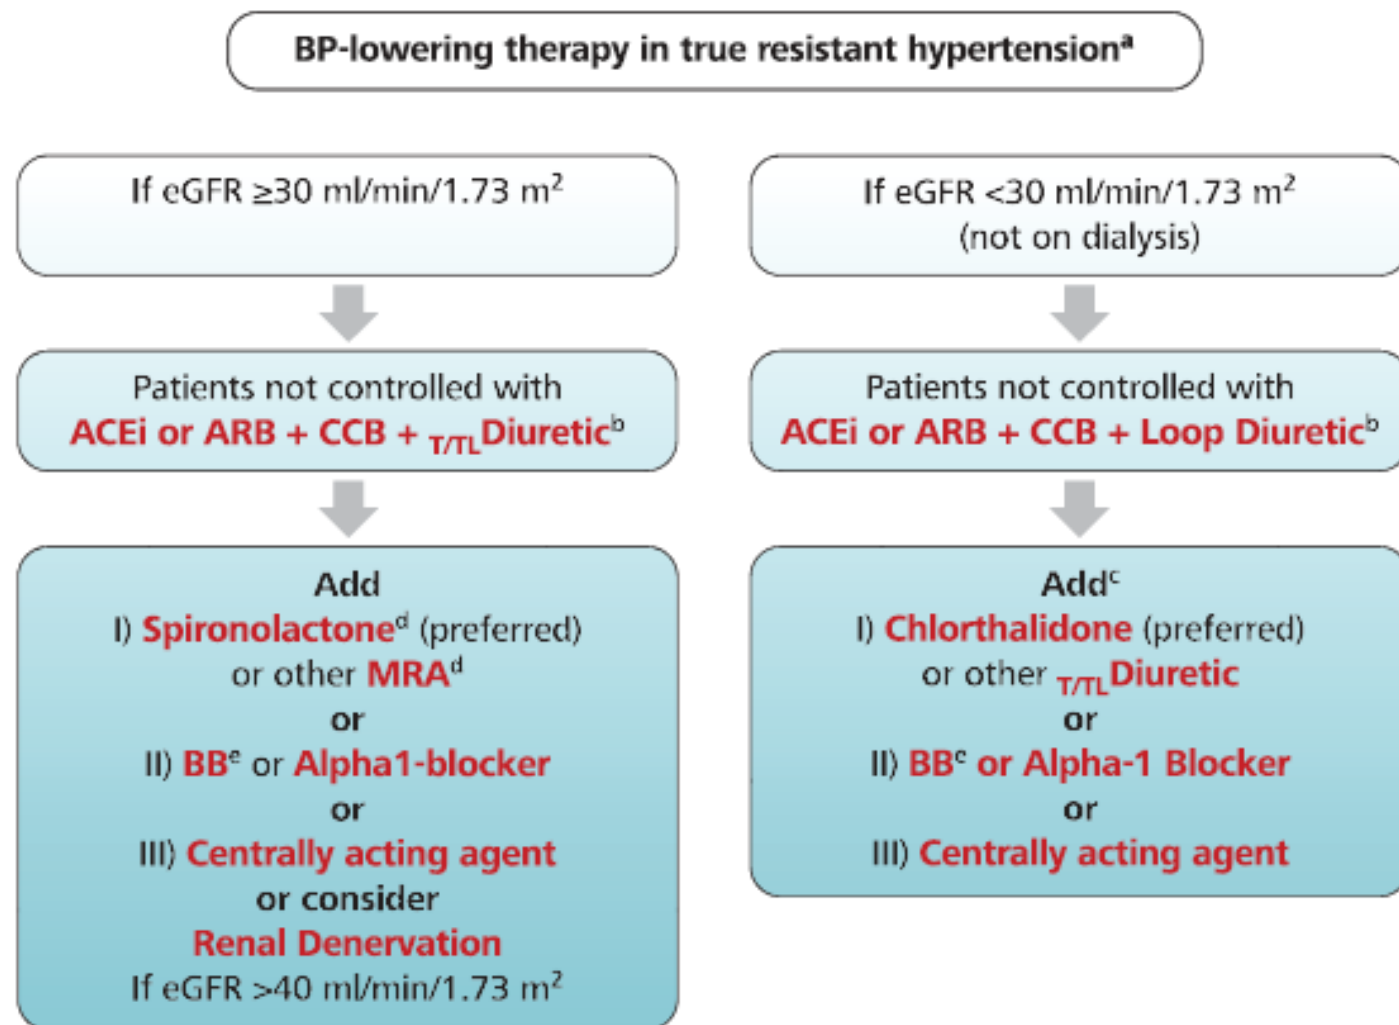 BP-lowering therapy in true resistant hypertensionᵃ
If eGFR ≥30 ml/min/1.73 m²
Patients not controlled with
ACEi or ARB + CCB + T/TL Diureticᵇ
Add
I) Spironolactoneᵈ (preferred)
or other MRAᵈ
or
II) BBᵉ or Alpha1-blocker
or
III) Centrally acting agent
or consider
Renal Denervation
If eGFR >40 ml/min/1.73 m²
If eGFR <30 ml/min/1.73 m²
(not on dialysis)
Patients not controlled with
ACEi or ARB + CCB + Loop Diureticᵇ
Addᶜ
I) Chlorthalidone (preferred)
or other T/TL Diuretic
or
II) BBᶜ or Alpha-1 Blocker
or
III) Centrally acting agent